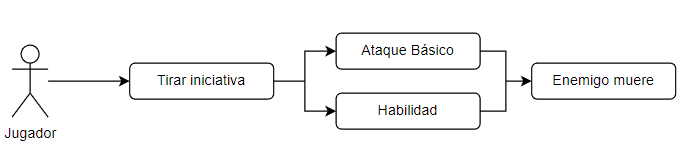 Jugador
Tirar iniciativa
Ataque Básico
Habilidad
Enemigo muere